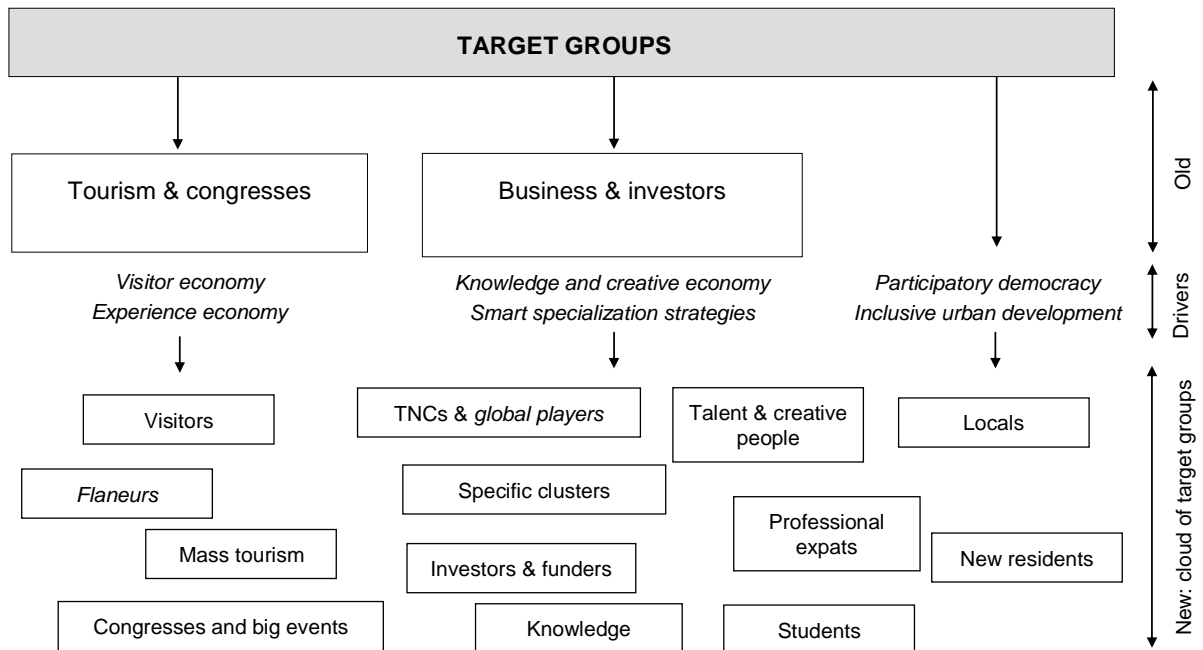 TARGET GROUPS
Tourism & congresses
Business & investors
Old
Visitor economy
Experience economy
Knowledge and creative economy
Smart specialization strategies
Participatory democracy
Inclusive urban development
Drivers
Visitors
TNCs & global players
Talent & creative
people
Locals
Flaneurs
Specific clusters
Mass tourism
Professional
expats
Investors & funders
New residents
Congresses and big events
Knowledge
Students
New: cloud of target groups